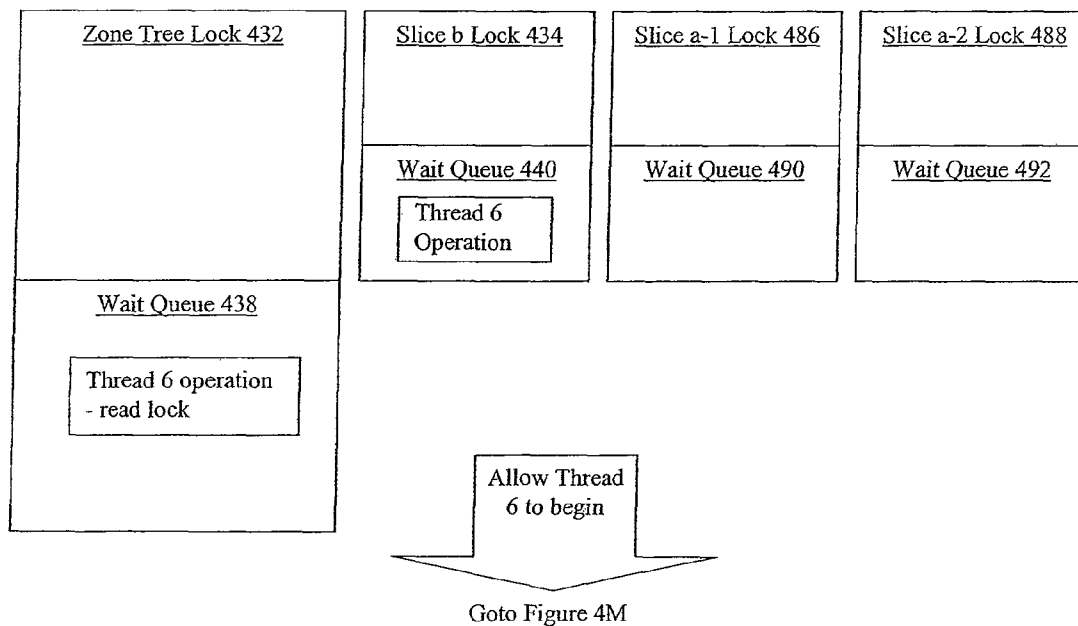 Zone Tree Lock 432
Slice b Lock 434
Slice a-1 Lock 486
Slice a-2 Lock 488
Wait Queue 440
Wait Queue 490
Wait Queue 492
Thread 6
Operation
Wait Queue 438
Thread 6 operation
- read lock
Allow Thread
6 to begin
Goto Figure 4M